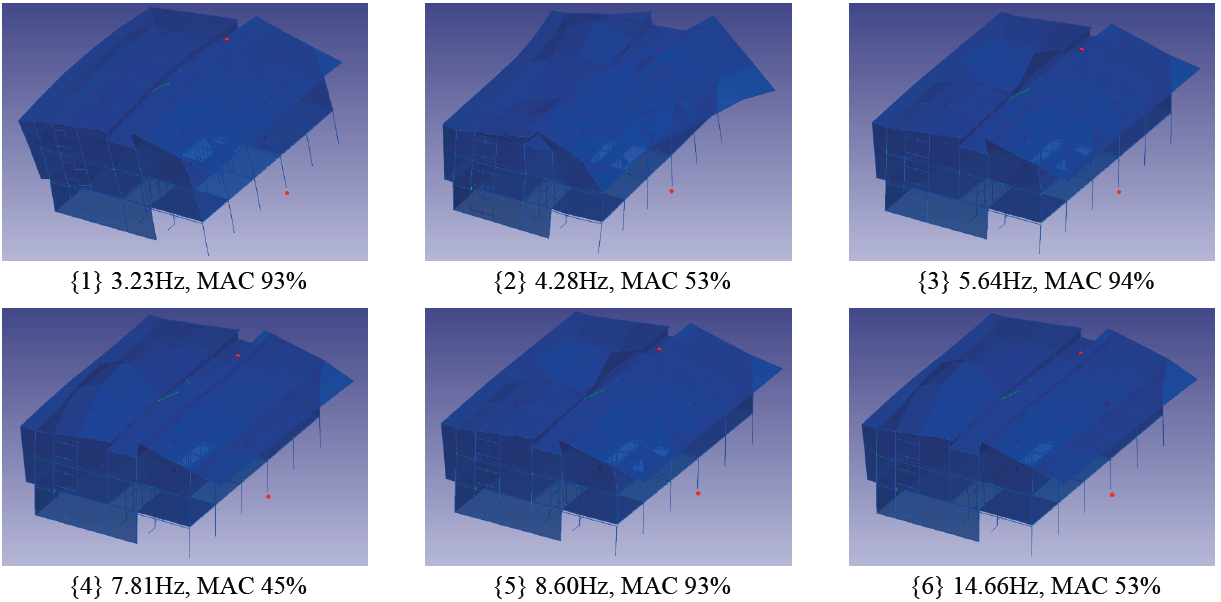 {1} 3.23Hz, MAC 93%
{2} 4.28Hz, MAC 53%
{3} 5.64Hz, MAC 94%
{4} 7.81Hz, MAC 45%
{5} 8.60Hz, MAC 93%
{6} 14.66Hz, MAC 53%